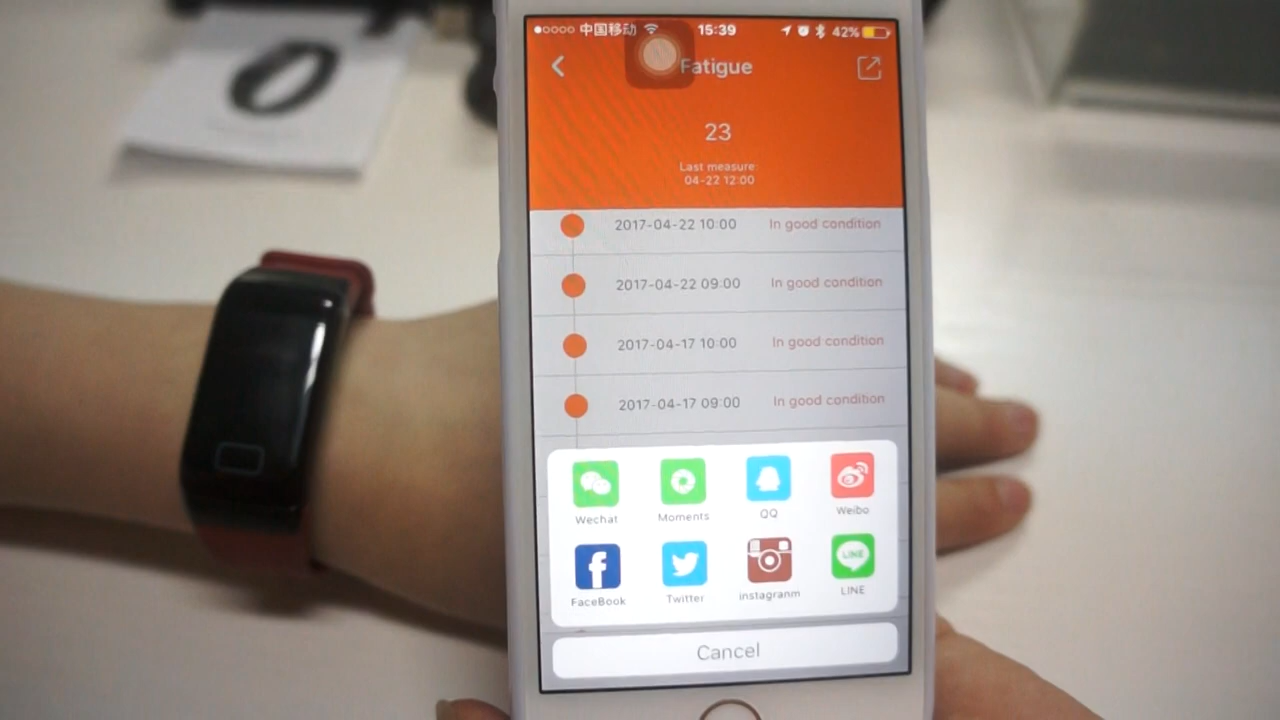 中国移动 15:39 42%
Fatigue
23
Last measure:
04-22 12:00
2017-04-22 10:00 In good condition
2017-04-22 09:00 In good condition
2017-04-17 10:00 In good condition
2017-04-17 09:00 In good condition
Wechat Moments QQ Weibo
LINE
FaceBook Twitter instagranm LINE
Cancel